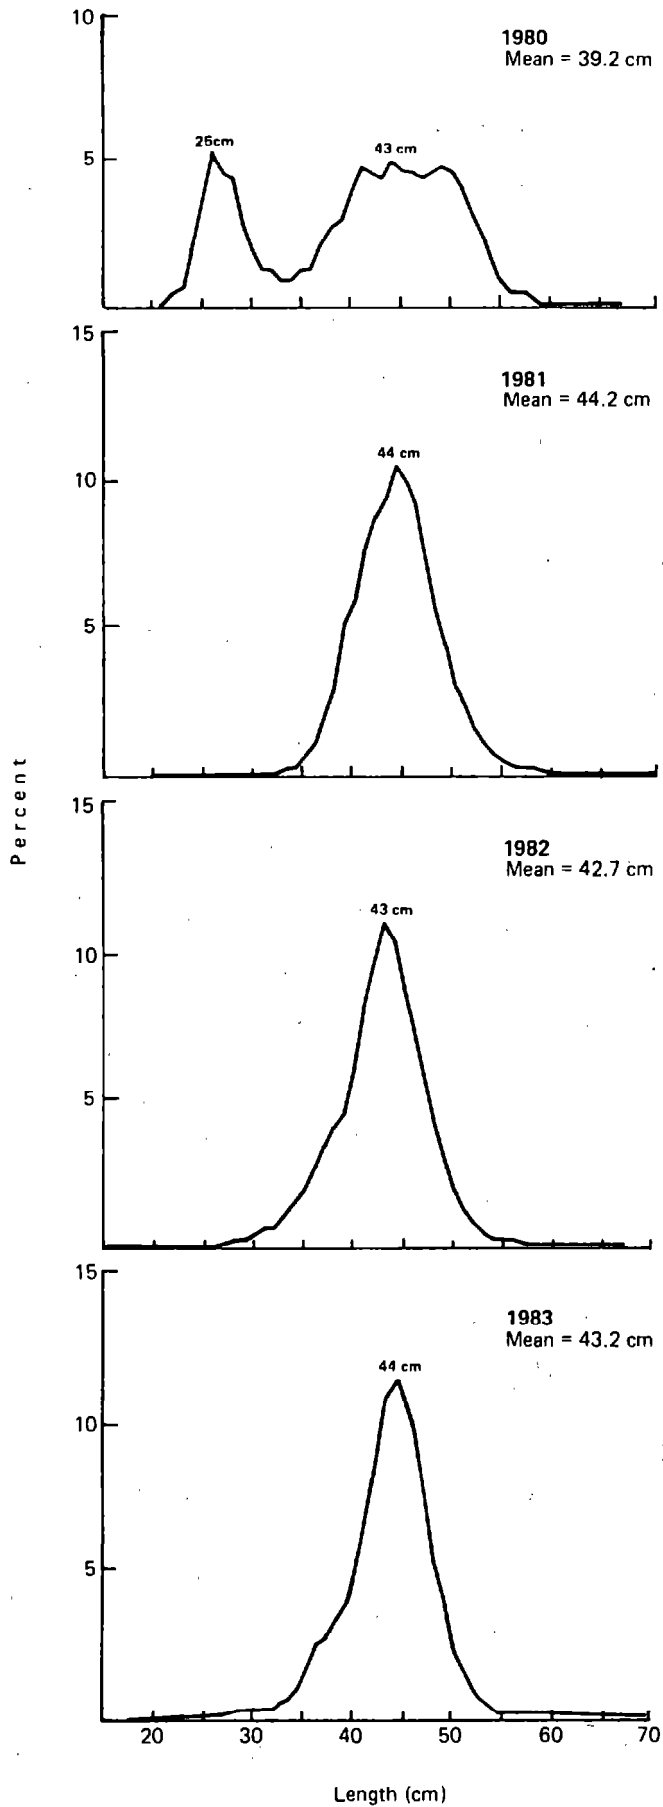 10
1980
Mean = 39.2 cm
25cm
43 cm
5
15
1981
Mean = 44.2 cm
44 cm
10
5
Percent
15
1982
Mean = 42.7 cm
43 cm
10
5
15
1983
Mean = 43.2 cm
44 cm
10
5
20 30 40 50 60 70
Length (cm)